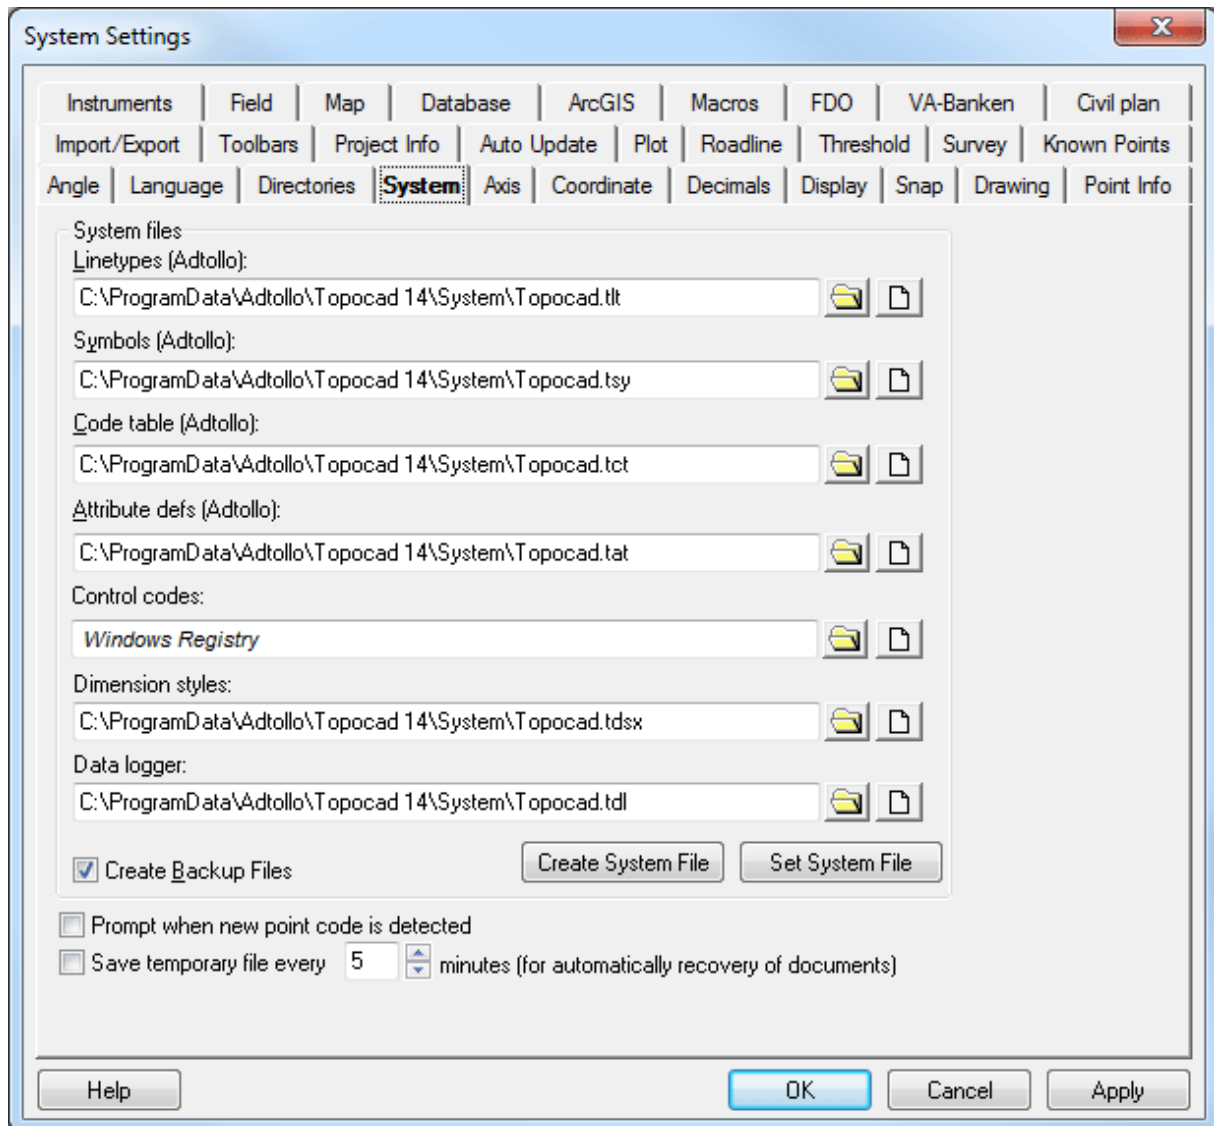 System Settings
Instruments Field Map Database ArcGIS Macros FDO VA-Banken Civil plan
Import/Export Toolbars Project Info Auto Update Plot Roadline Threshold Survey Known Points
Angle Language Directories System Axis Coordinate Decimals Display Snap Drawing Point Info
System files
Linetypes (Adtollo):
C:\ProgramData\Adtollo\Topocad 14\System\Topocad.tlt
Symbols (Adtollo):
C:\ProgramData\Adtollo\Topocad 14\System\Topocad.tsy
Code table (Adtollo):
C:\ProgramData\Adtollo\Topocad 14\System\Topocad.tct
Attribute defs (Adtollo):
C:\ProgramData\Adtollo\Topocad 14\System\Topocad.tat
Control codes:
Windows Registry
Dimension styles:
C:\ProgramData\Adtollo\Topocad 14\System\Topocad.tdsx
Data logger:
C:\ProgramData\Adtollo\Topocad 14\System\Topocad.tdl
Create Backup Files Create System File Set System File
Prompt when new point code is detected
Save temporary file every 5 minutes (for automatically recovery of documents)
Help OK Cancel Apply